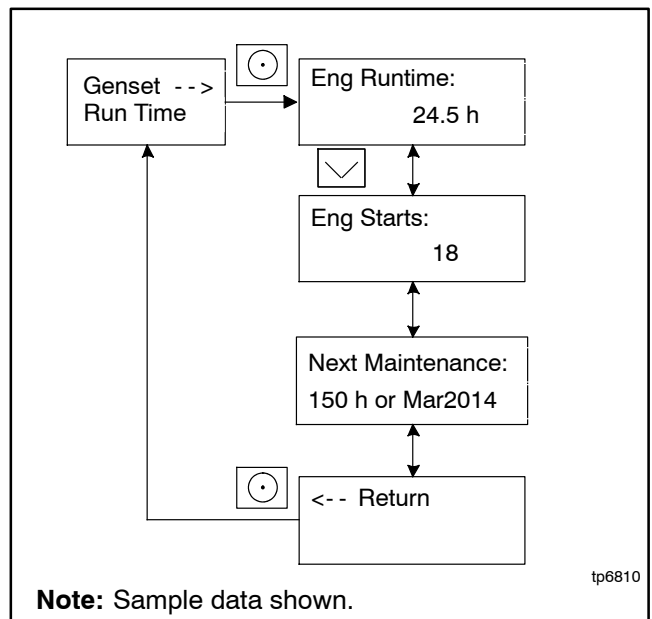 Genset - - >
Run Time
Eng Runtime:
24.5 h
Eng Starts:
18
Next Maintenance:
150 h or Mar2014
<- - Return
tp6810
Note: Sample data shown.